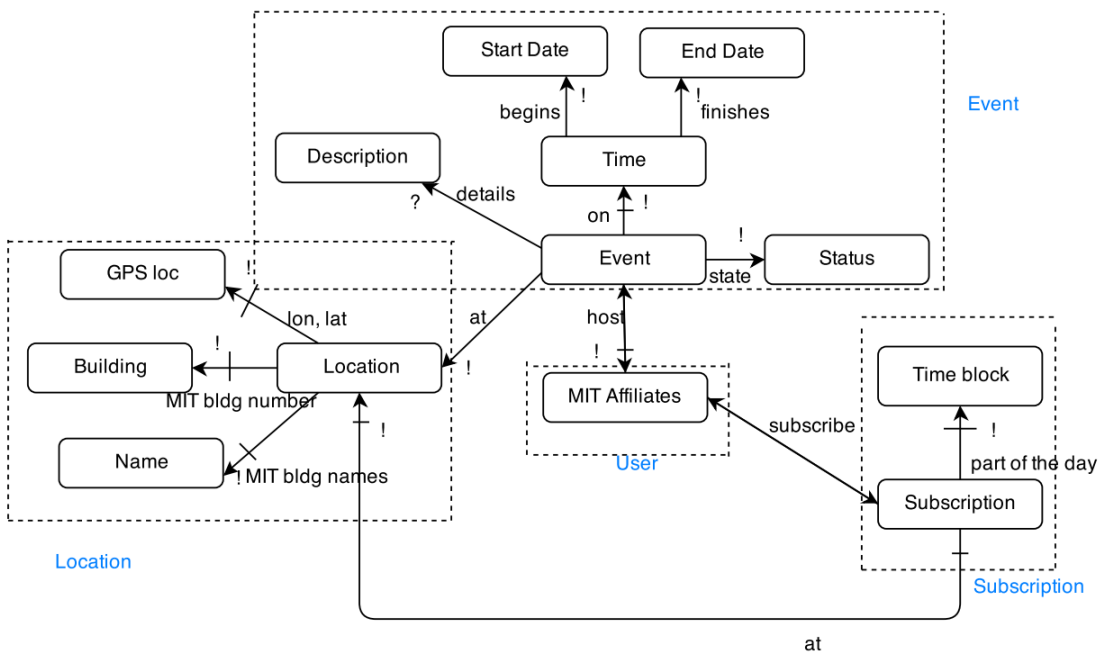 Start Date
End Date
Event
!
!
begins
finishes
Description
Time
details
?
!
on
!
Event
Status
state
GPS loc
!
lon, lat
at
host
!
!
!
Building
Location
MIT bldg number
MIT Affiliates
Time block
subscribe
!
!
Name
! MIT bldg names
User
part of the day
Subscription
Location
Subscription
at